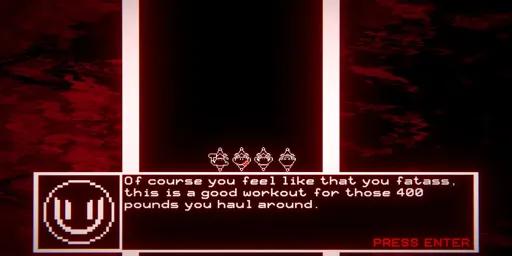 Of course you feel like that you fatass,
this is a good workout for those 400
pounds you haul around.
PRESS ENTER